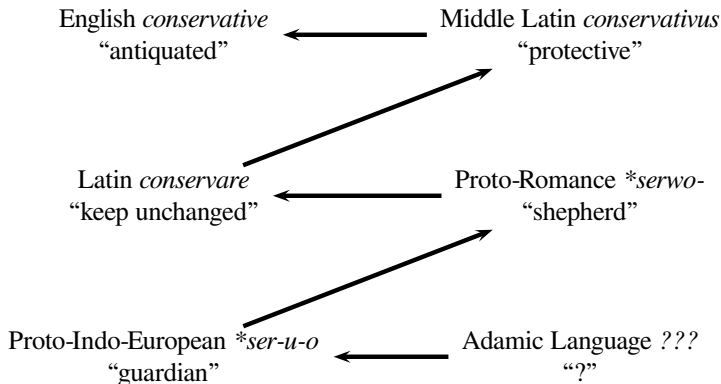 English conservative
"antiquated"
Middle Latin conservativus
“protective”
Latin conservare
“keep unchanged”
Proto-Romance *serwo-
“shepherd”
Proto-Indo-European *ser-u-o
“guardian”
Adamic Language ???
“?”